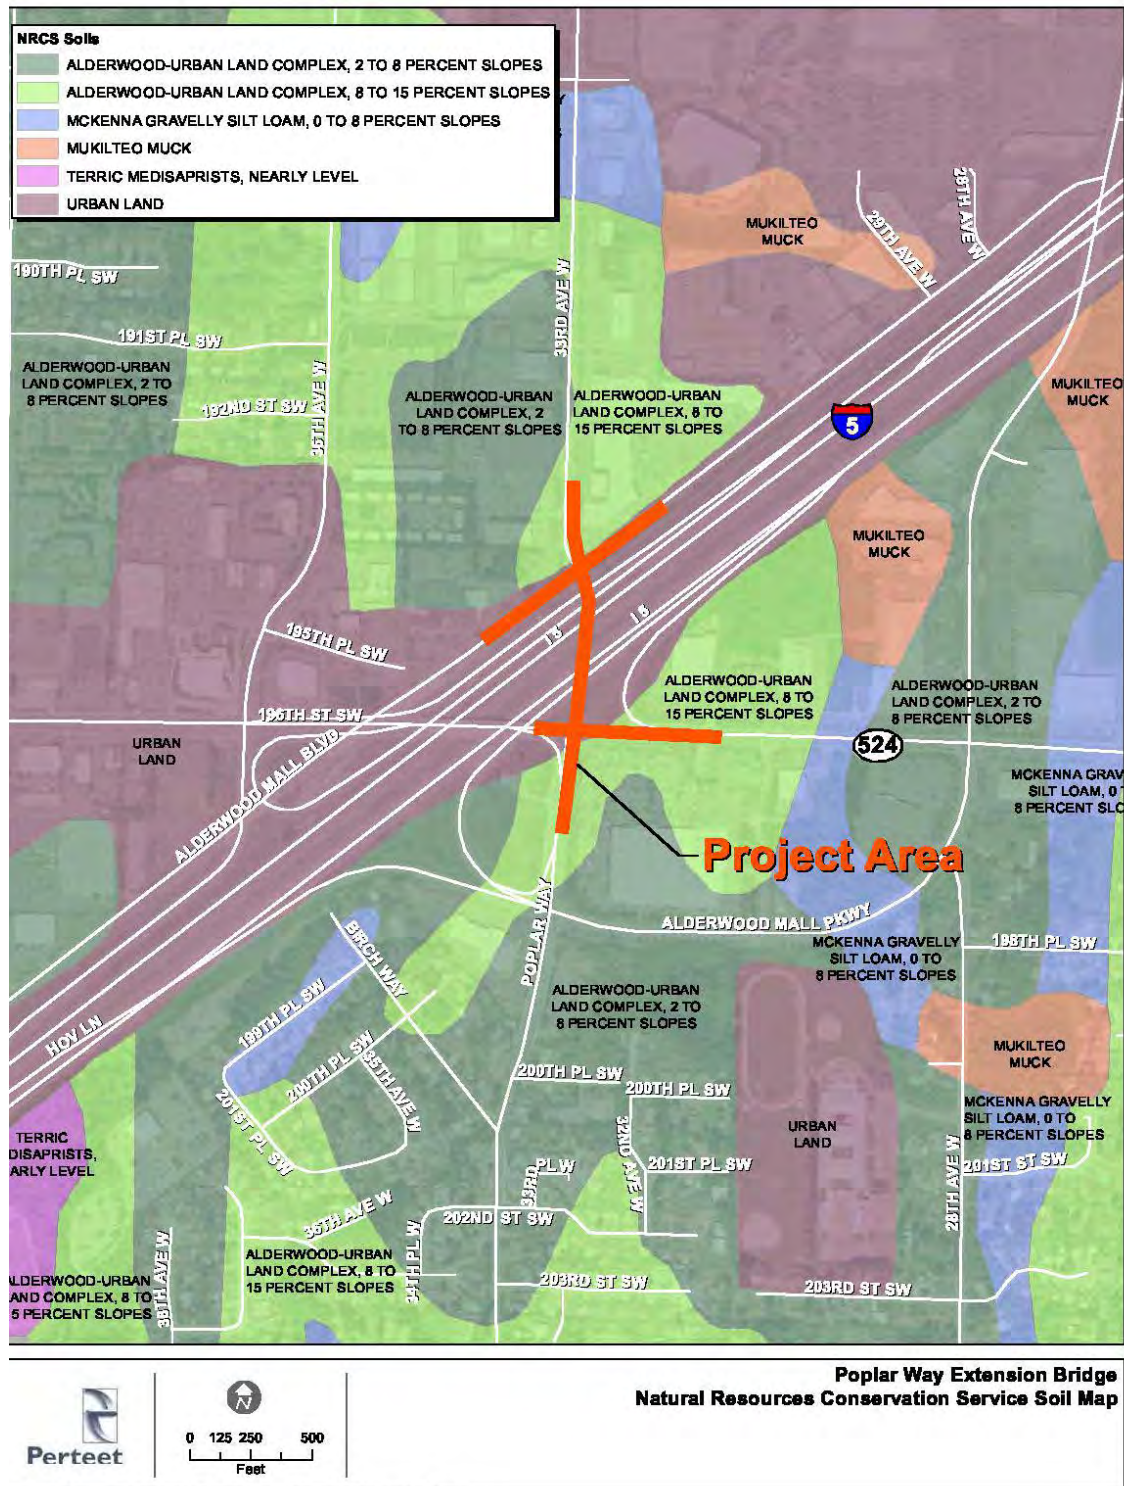 NRCS Soils
ALDERWOOD-URBAN LAND COMPLEX, 2 TO 8 PERCENT SLOPES
ALDERWOOD-URBAN LAND COMPLEX, 8 TO 15 PERCENT SLOPES
MCKENNA GRAVELLY SILT LOAM, 0 TO 8 PERCENT SLOPES
MUKILTEO MUCK
TERRIC MEDISAPRISTS, NEARLY LEVEL
URBAN LAND
28TH AVE W
29TH AVE W
MUKILTEO
MUCK
190TH PL SW
33RD AVE W
191ST PL SW
ALDERWOOD-URBAN
LAND COMPLEX, 2 TO
8 PERCENT SLOPES
192ND ST SW
36TH AVE W
ALDERWOOD-URBAN
LAND COMPLEX, 2
TO 8 PERCENT SLOPES
ALDERWOOD-URBAN
LAND COMPLEX, 8 TO
15 PERCENT SLOPES
MUKILTEO
MUCK
5
MUKILTEO
MUCK
I 5
I 5
195TH PL SW
ALDERWOOD-URBAN
LAND COMPLEX, 8 TO
15 PERCENT SLOPES
ALDERWOOD-URBAN
LAND COMPLEX, 2 TO
8 PERCENT SLOPES
196TH ST SW
URBAN
LAND
524
ALDERWOOD MALL BLVD
MCKENNA GRAV
SILT LOAM, 0 T
8 PERCENT SLO
Project Area
POPLAR WAY
ALDERWOOD MALL PKWY
BIRCH WAY
MCKENNA GRAVELLY
SILT LOAM, 0 TO
8 PERCENT SLOPES
198TH PL SW
199TH PL SW
ALDERWOOD-URBAN
LAND COMPLEX, 2 TO
8 PERCENT SLOPES
HOV LN
200TH PL SW
35TH AVE W
MUKILTEO
MUCK
200TH PL SW
200TH PL SW
201ST PL SW
32ND AVE W
URBAN
LAND
MCKENNA GRAVELLY
SILT LOAM, 0 TO
8 PERCENT SLOPES
TERRIC
DISAPRISTS,
ARLY LEVEL
33RD PL W
201ST PL SW
28TH AVE W
201ST ST SW
36TH AVE W
34TH PL W
202ND ST SW
38TH AVE W
ALDERWOOD-URBAN
LAND COMPLEX, 8 TO
15 PERCENT SLOPES
LDERWOOD-URBAN
AND COMPLEX, 8 TO
5 PERCENT SLOPES
203RD ST SW
203RD ST SW
Poplar Way Extension Bridge
Natural Resources Conservation Service Soil Map
Perteet
N
0 125 250 500
Feet